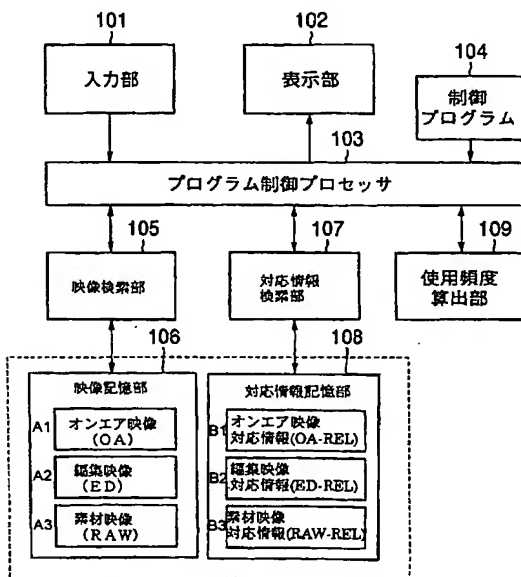 101
入力部
102
表示部
104
制御
プログラム
103
プログラム制御プロセッサ
105
映像検索部
107
対応情報
検索部
109
使用頻度
算出部
106
映像記憶部
A1
オンエア映像
(OA)
A2
編集映像
(ED)
A3
素材映像
(RAW)
108
対応情報記憶部
B1
オンエア映像
対応情報(OA-REL)
B2
編集映像
対応情報(ED-REL)
B3
素材映像
対応情報(RAW-REL)